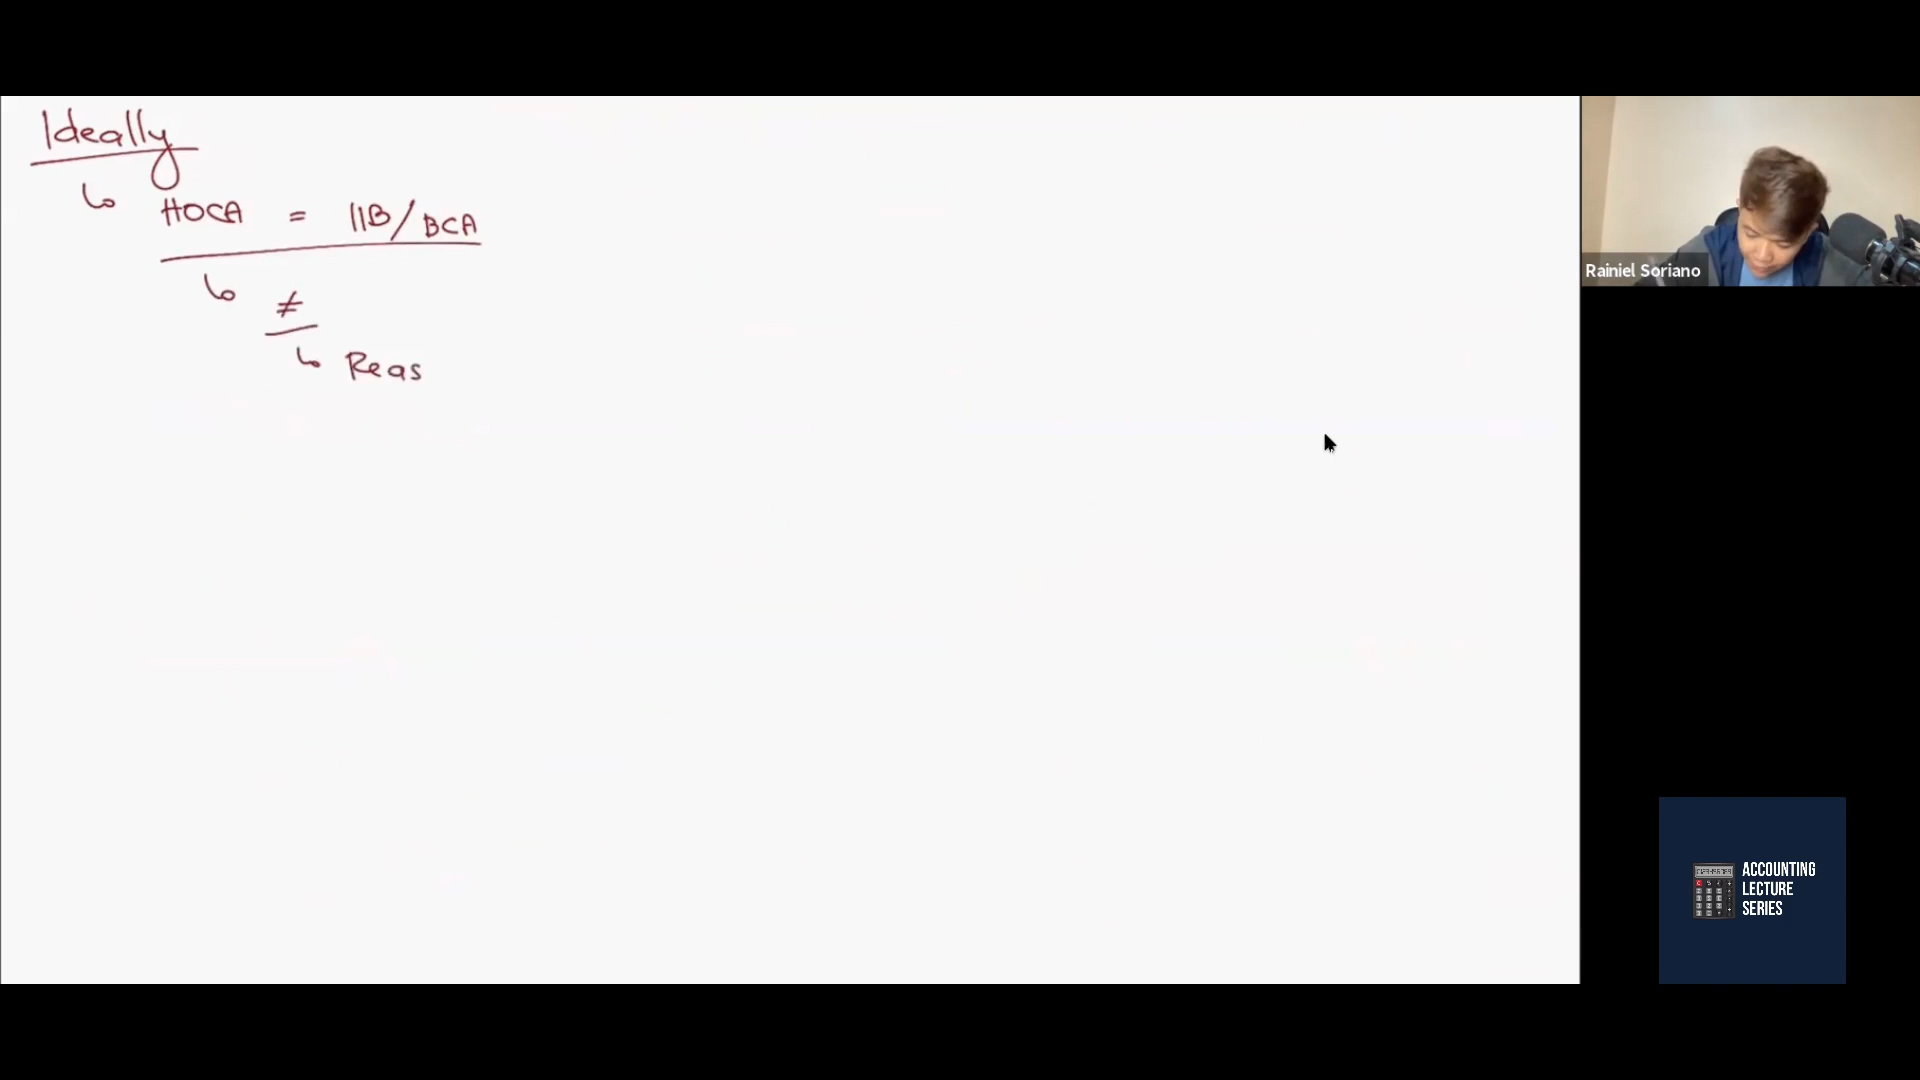 Ideally
↳ HOCA = IIB/BCA
↳ ≠
↳ Reas
Rainiel Soriano
ACCOUNTING
LECTURE
SERIES